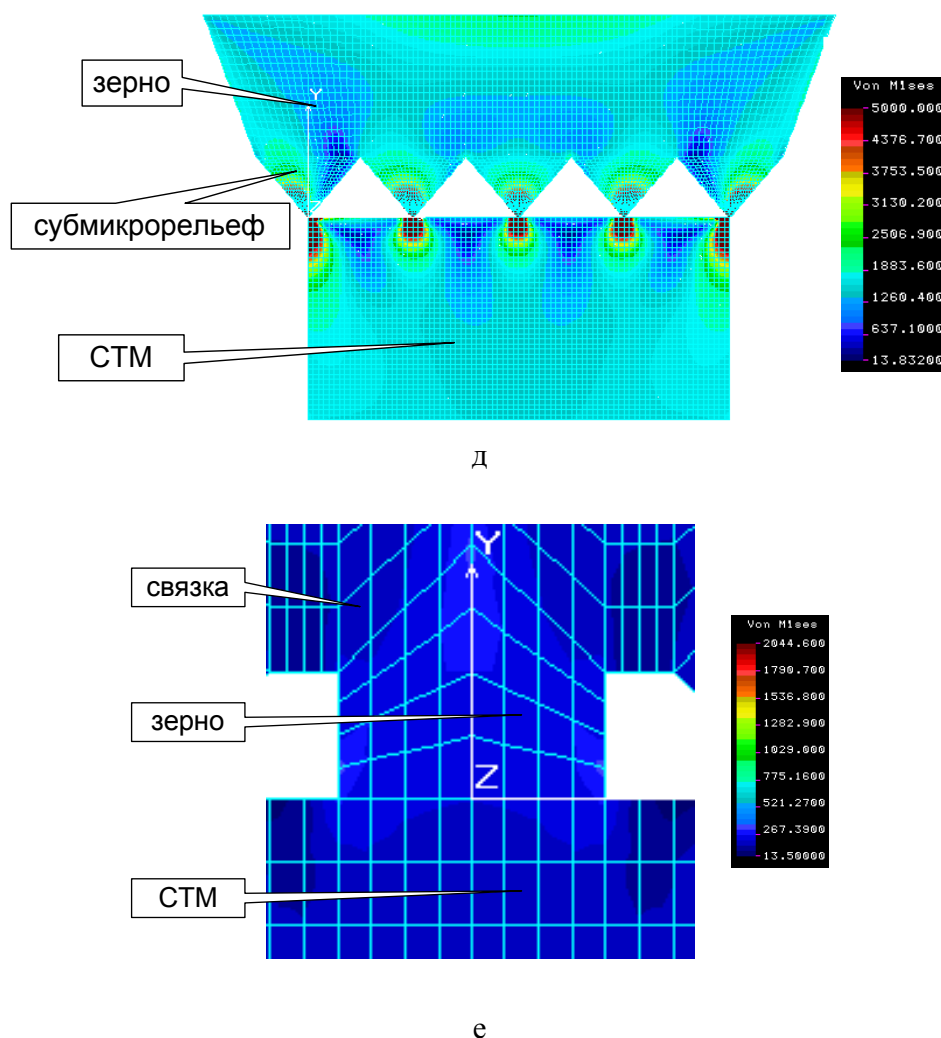 зерно
Y
субмикрорельеф
СТМ
Von Mises
5000.000
4376.700
3753.500
3130.200
2506.900
1883.600
1260.400
637.1000
13.83200
д
связка
зерно
СТМ
Y
Z
Von Mises
2044.600
1790.700
1536.800
1282.900
1029.000
775.1600
521.2700
267.3900
13.50000
е